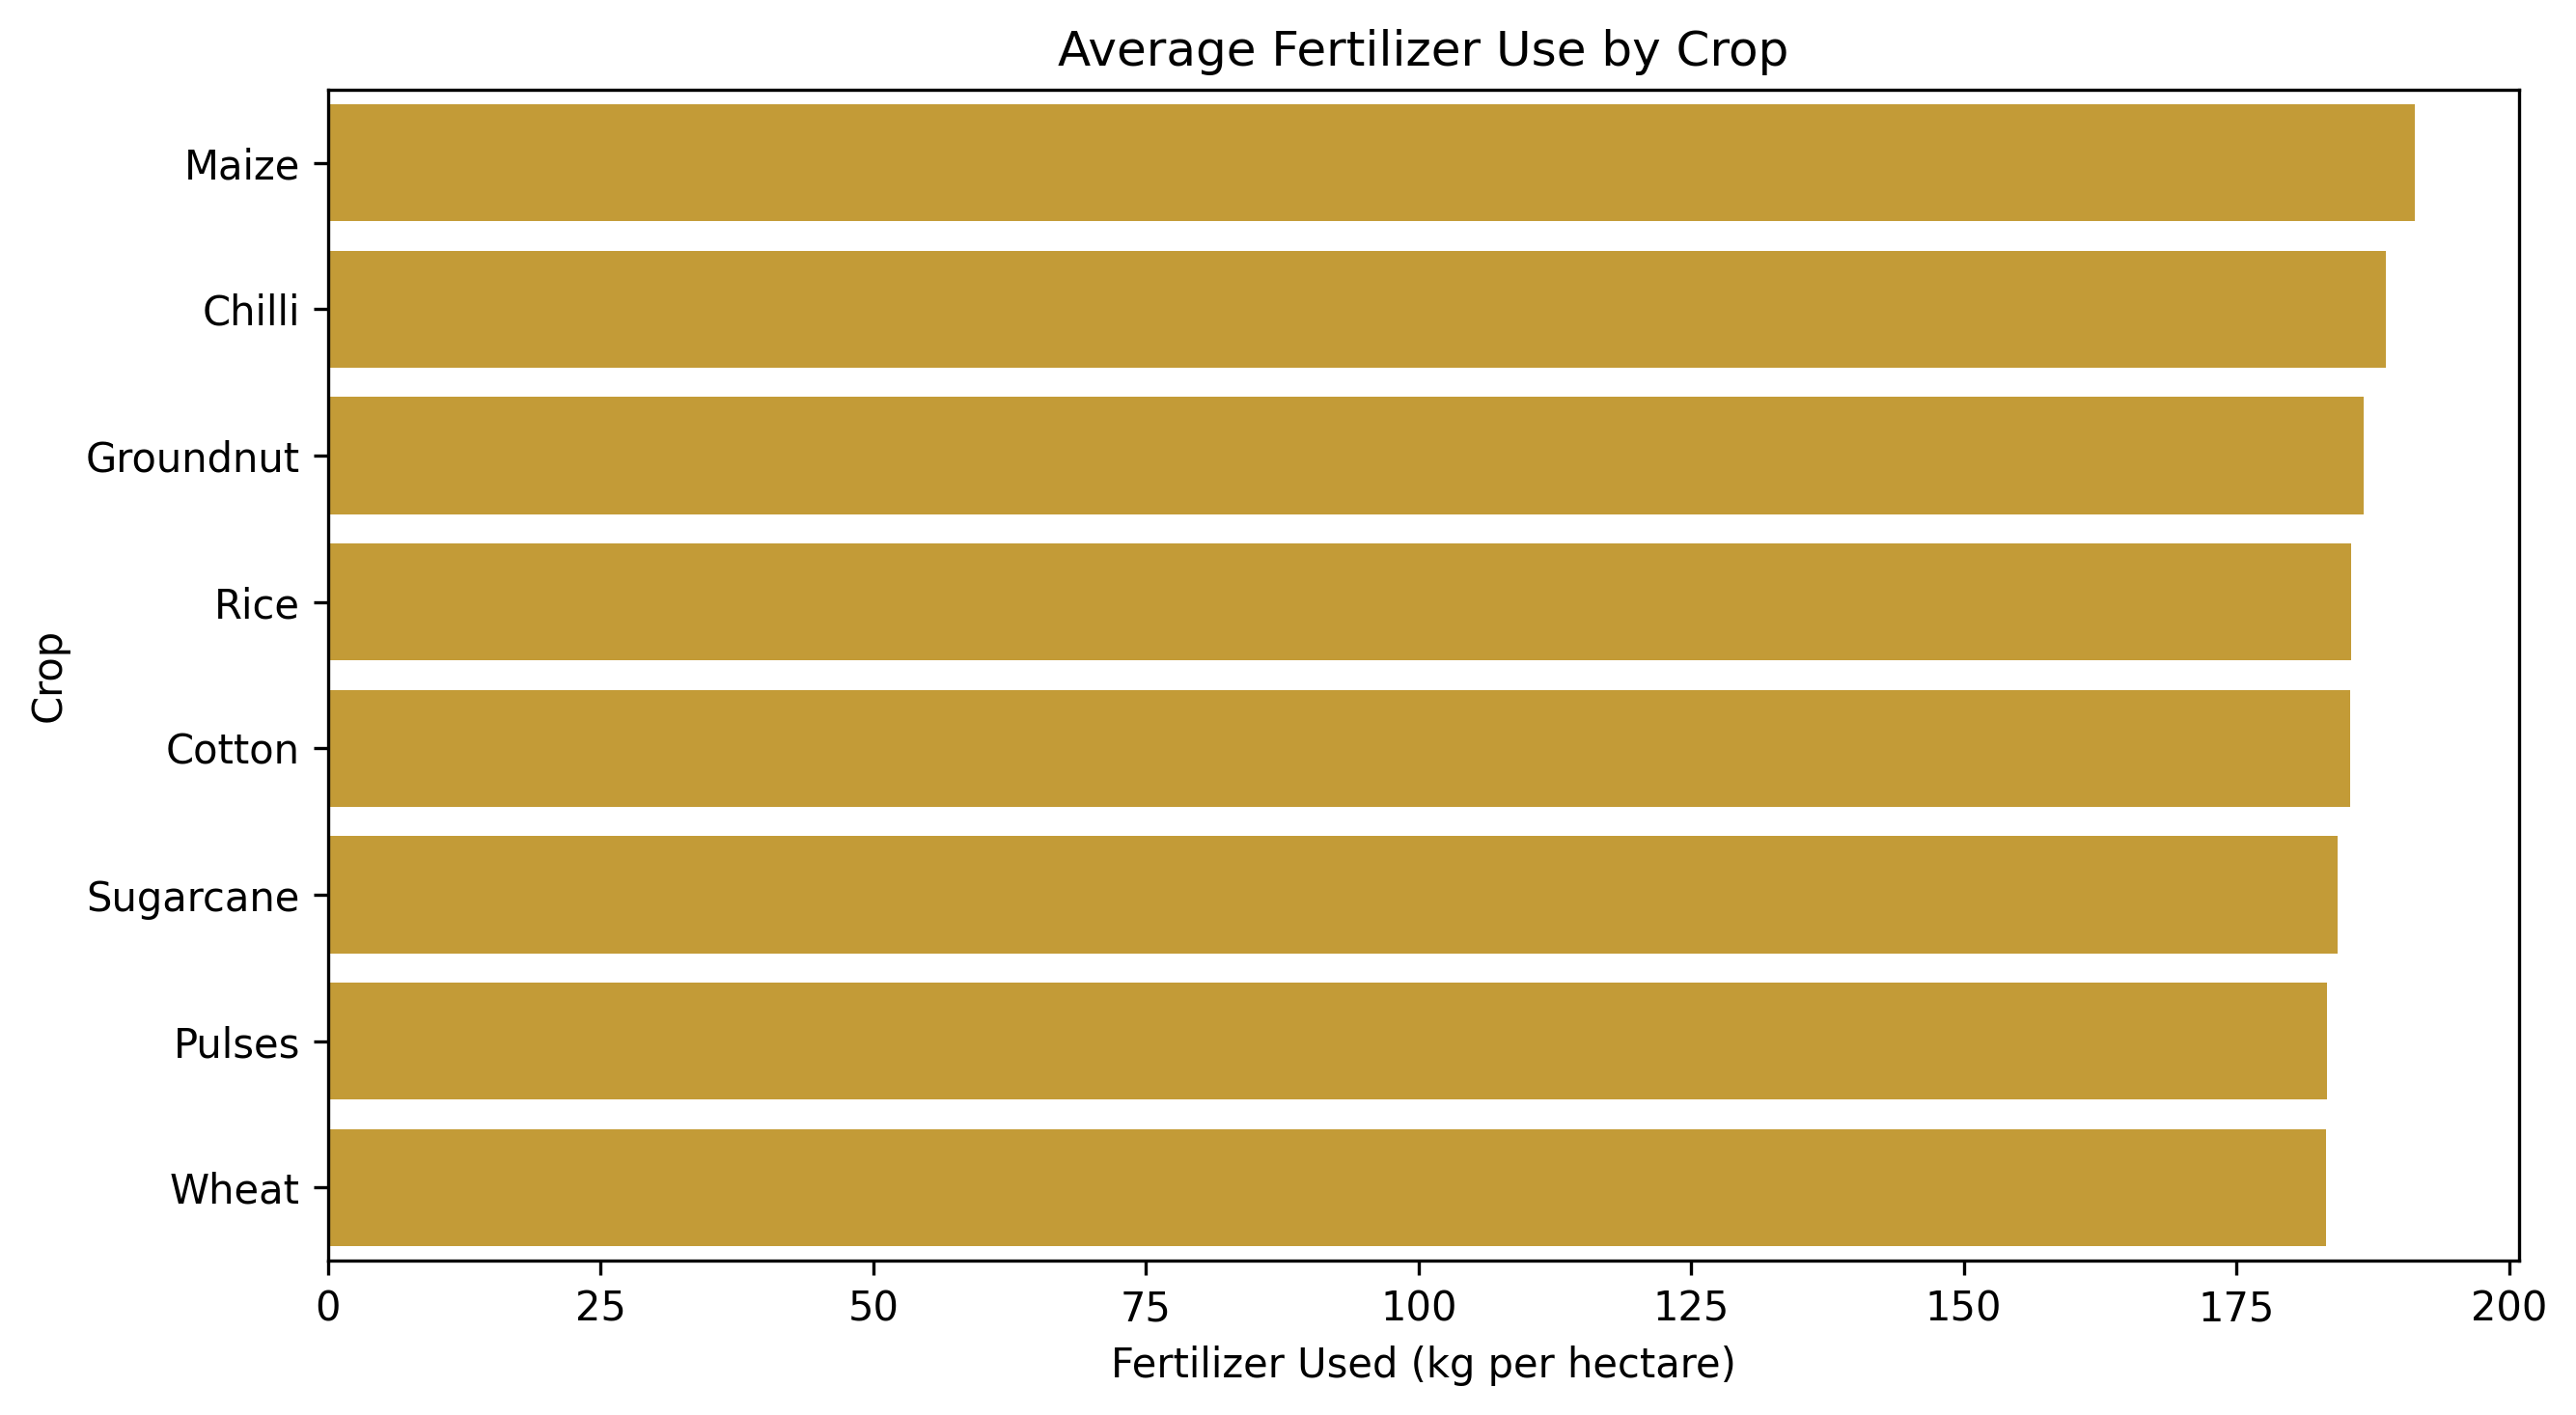 Average Fertilizer Use by Crop
Maize
Chilli
Groundnut
Rice
Cotton
Sugarcane
Pulses
Wheat
Crop
0 25 50 75 100 125 150 175 200
Fertilizer Used (kg per hectare)